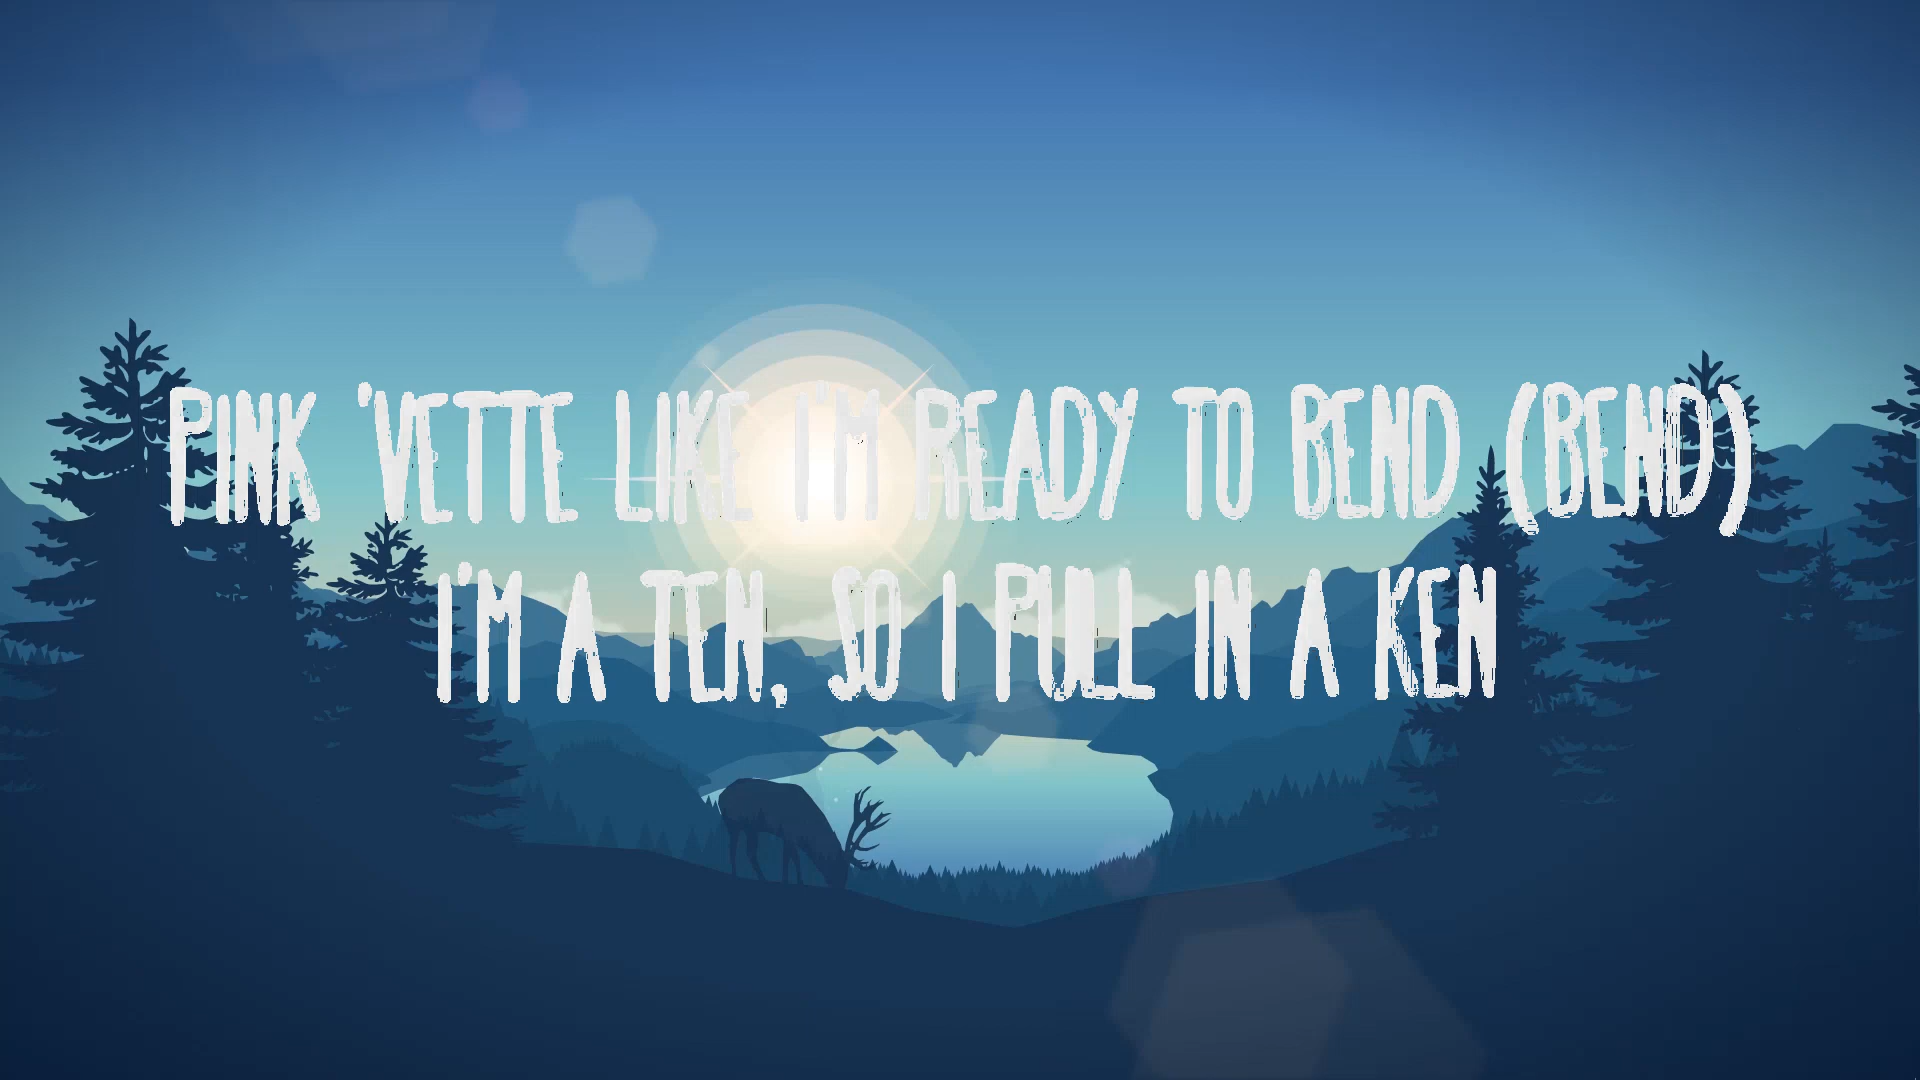 PINK 'VETTE LIKE I'M READY TO BEND (BEND)
I'M A TEN, SO I PULL IN A KEN